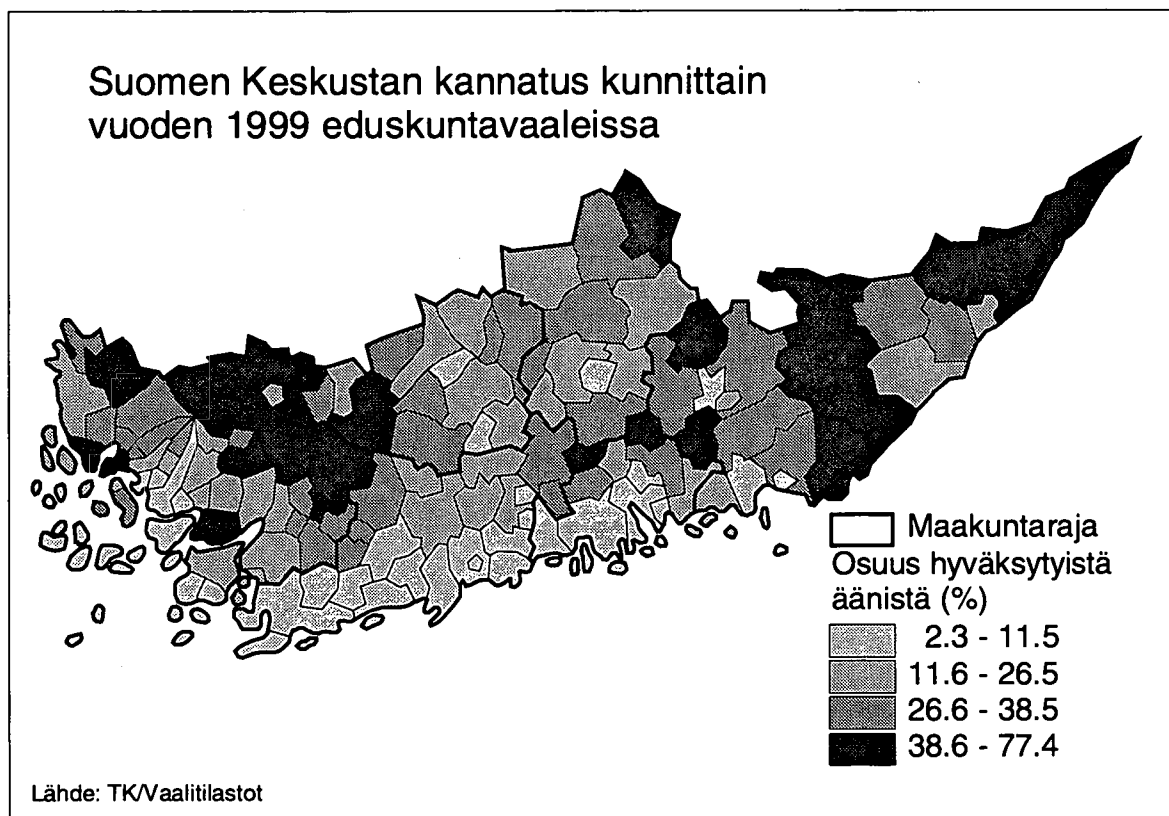 Suomen Keskustan kannatus kunnittain
vuoden 1999 eduskuntavaaleissa
Maakuntaraja
Osuus hyväksytyistä
äänistä (%)
2.3 - 11.5
11.6 - 26.5
26.6 - 38.5
38.6 - 77.4
Lähde: TK/Vaalitilastot